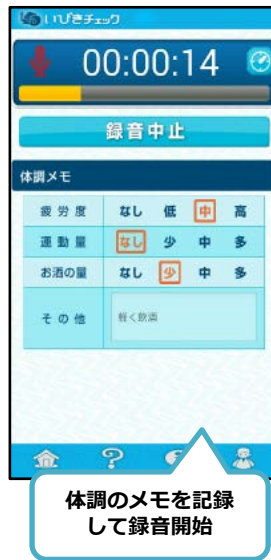 いびきチェック
00:00:14
録音中止
体調メモ
疲労度 なし 低 中 高
運動量 なし 少 中 多
お酒の量 なし 少 中 多
その他 軽く飲酒
体調のメモを記録
して録音開始